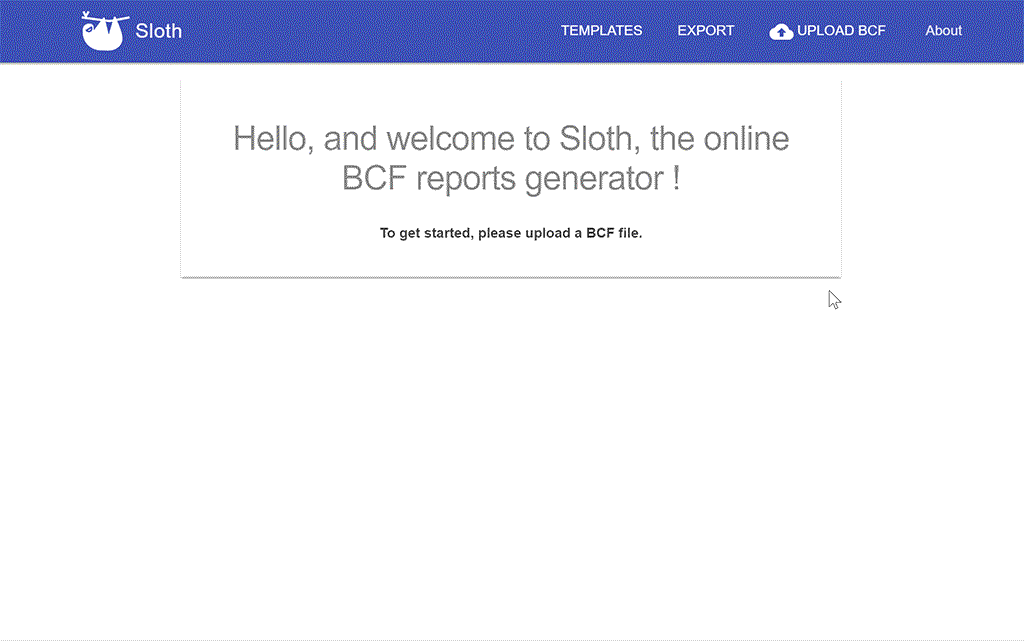 Sloth TEMPLATES EXPORT UPLOAD BCF About
Hello, and welcome to Sloth, the online
BCF reports generator !
To get started, please upload a BCF file.